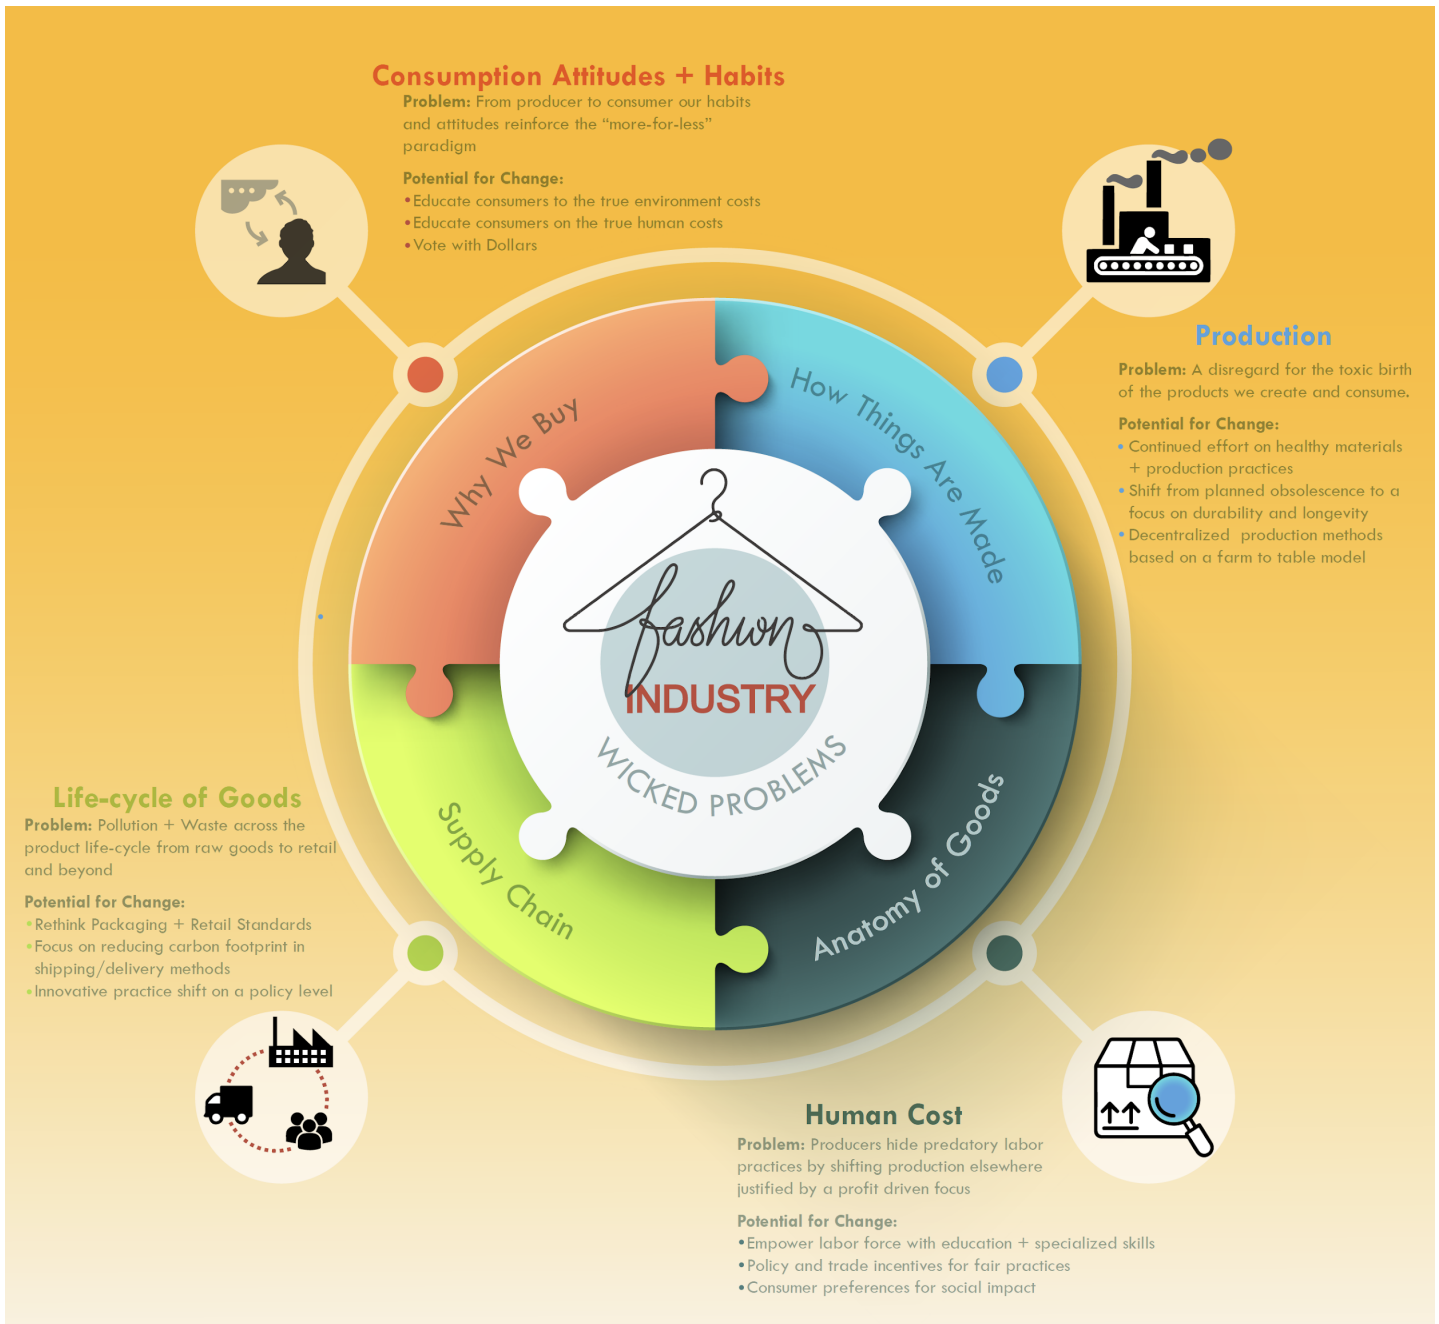 Consumption Attitudes + Habits
Problem: From producer to consumer our habits
and attitudes reinforce the “more-for-less”
paradigm
Potential for Change:
•Educate consumers to the true environment costs
•Educate consumers on the true human costs
•Vote with Dollars
Production
Problem: A disregard for the toxic birth
of the products we create and consume.
Potential for Change:
• Continued effort on healthy materials
+ production practices
• Shift from planned obsolescence to a
focus on durability and longevity
• Decentralized production methods
based on a farm to table model
Why We Buy
How Things Are Made
fashion
INDUSTRY
WICKED PROBLEMS
Supply Chain
Anatomy of Goods
Life-cycle of Goods
Problem: Pollution + Waste across the
product life-cycle from raw goods to retail
and beyond
Potential for Change:
•Rethink Packaging + Retail Standards
•Focus on reducing carbon footprint in
shipping/delivery methods
•Innovative practice shift on a policy level
Human Cost
Problem: Producers hide predatory labor
practices by shifting production elsewhere
justified by a profit driven focus
Potential for Change:
•Empower labor force with education + specialized skills
•Policy and trade incentives for fair practices
•Consumer preferences for social impact